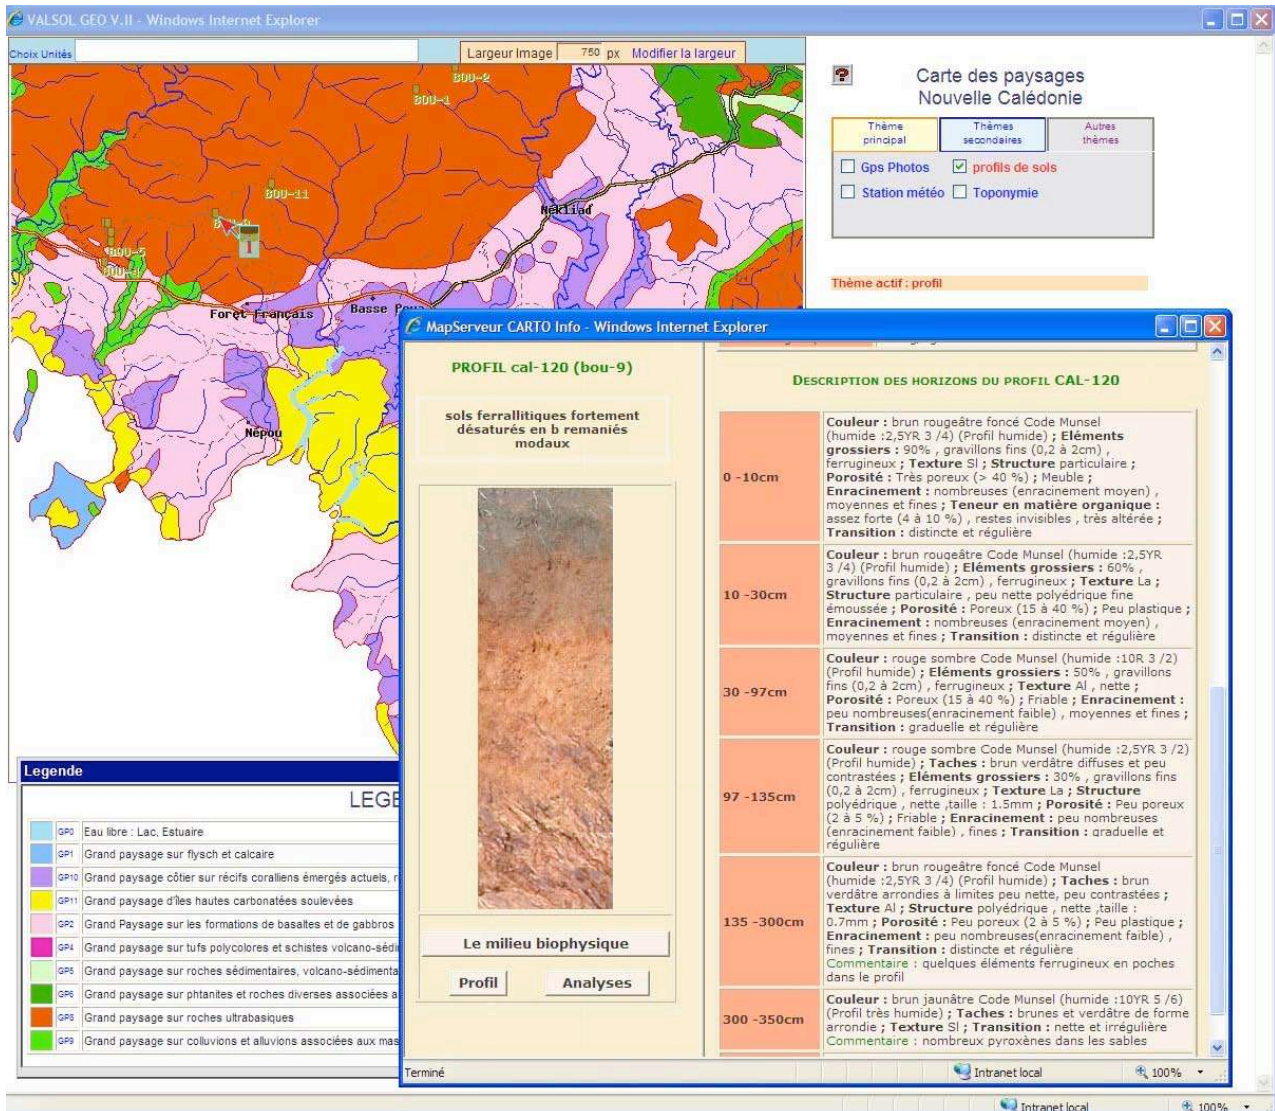 VALSOL GEO V.II - Windows Internet Explorer
Choix Unités
Largeur Image 750 px Modifier la largeur
Carte des paysages
Nouvelle Calédonie
Thème
principal
Thèmes
secondaires
Autres
thèmes
Gps Photos
profils de sols
Station météo
Toponymie
Thème actif : profil
BOU-2
BOU-1
BOU-11
Nékliad
BOU-5
Forêt Français
Basse
Népou
MapServeur CARTO Info - Windows Internet Explorer
PROFIL cal-120 (bou-9)
sols ferrallitiques fortement
désaturés en b remaniés
modaux
Le milieu biophysique
Profil
Analyses
DESCRIPTION DES HORIZONS DU PROFIL CAL-120
0 -10cm
Couleur : brun rougeâtre foncé Code Munsel
(humide :2,5YR 3 /4) (Profil humide) ; Eléments
grossiers : 90% , gravillons fins (0,2 à 2cm) ,
ferrugineux ; Texture Sl ; Structure particulaire ;
Porosité : Très poreux (> 40 %) ; Meuble ;
Enracinement : nombreuses (enracinement moyen) ,
moyennes et fines ; Teneur en matière organique :
assez forte (4 à 10 %) , restes invisibles , très altérée ;
Transition : distincte et régulière
10 -30cm
Couleur : brun rougeâtre Code Munsel (humide :2,5YR
3 /4) (Profil humide) ; Eléments grossiers : 60% ,
gravillons fins (0,2 à 2cm) , ferrugineux ; Texture La ;
Structure particulaire , peu nette polyédrique fine
émoussée ; Porosité : Poreux (15 à 40 %) ; Peu plastique ;
Enracinement : nombreuses (enracinement moyen) ,
moyennes et fines ; Transition : distincte et régulière
30 -97cm
Couleur : rouge sombre Code Munsel (humide :10R 3 /2)
(Profil humide) ; Eléments grossiers : 50% , gravillons
fins (0,2 à 2cm) , ferrugineux ; Texture Al , nette ;
Porosité : Poreux (15 à 40 %) ; Friable ; Enracinement :
peu nombreuses(enracinement faible) , moyennes et fines ;
Transition : graduelle et régulière
97 -135cm
Couleur : rouge sombre Code Munsel (humide :2,5YR 3 /2)
(Profil humide) ; Taches : brun verdâtre diffuses et peu
contrastées ; Eléments grossiers : 30% , gravillons fins
(0,2 à 2cm) , ferrugineux ; Texture La ; Structure
polyédrique , nette ,taille : 1.5mm ; Porosité : Peu poreux
(2 à 5 %) ; Friable ; Enracinement : peu nombreuses
(enracinement faible) , fines ; Transition : graduelle et
régulière
135 -300cm
Couleur : brun rougeâtre foncé Code Munsel
(humide :2,5YR 3 /4) (Profil humide) ; Taches : brun
verdâtre arrondies à limites peu nette, peu contrastées ;
Texture Al ; Structure polyédrique , nette ,taille :
0.7mm ; Porosité : Peu poreux (2 à 5 %) ; Peu plastique ;
Enracinement : peu nombreuses(enracinement faible) ,
fines ; Transition : distincte et régulière
Commentaire : quelques éléments ferrugineux en poches
dans le profil
300 -350cm
Couleur : brun jaunâtre Code Munsel (humide :10YR 5 /6)
(Profil très humide) ; Taches : brunes et verdâtre de forme
arrondie ; Texture Sl ; Transition : nette et irrégulière
Commentaire : nombreux pyroxènes dans les sables
Terminé
Intranet local
100%
Legende
LEGE
GP0 Eau libre : Lac, Estuaire
GP1 Grand paysage sur flysch et calcaire
GP10 Grand paysage côtier sur récifs coralliens émergés actuels, r
GP11 Grand paysage d'îles hautes carbonatées soulevées
GP2 Grand Paysage sur les formations de basaltes et de gabbros
GP4 Grand paysage sur tufs polycolores et schistes volcano-sédi
GP5 Grand paysage sur roches sédimentaires, volcano-sédimenta
GP6 Grand paysage sur phtanites et roches diverses associées a
GP8 Grand paysage sur roches ultrabasiques
GP9 Grand paysage sur colluvions et alluvions associées aux mas
Intranet local
100%